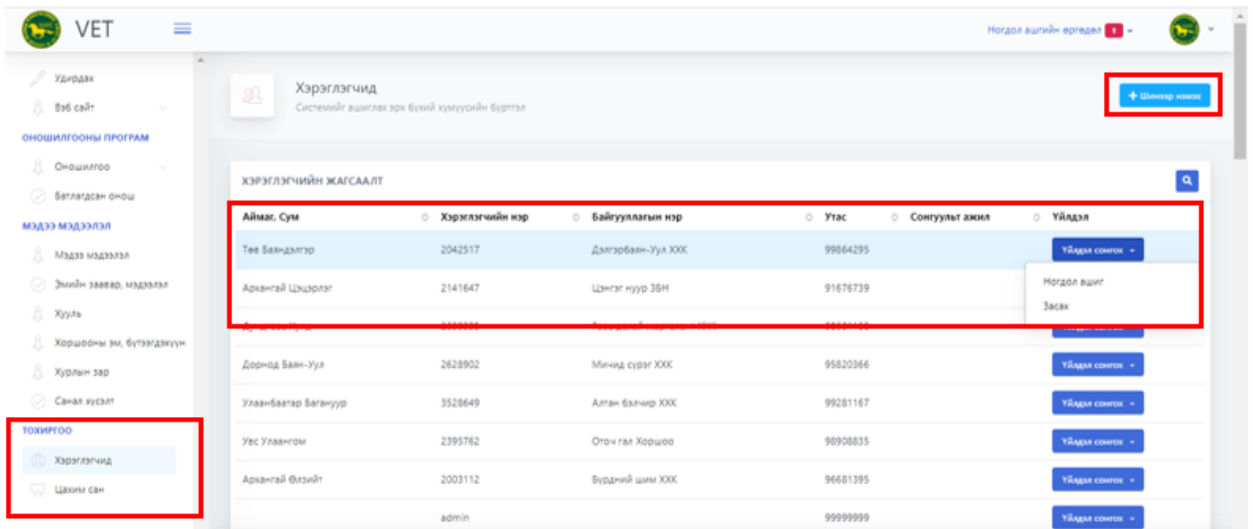 VET
Ногдол ашгийн өргөдөл 1
Удирдах
Вэб сайт
ОНОШИЛГООНЫ ПРОГРАМ
Оношилгоо
Батлагдсан онош
МЭДЭЭ МЭДЭЭЛЭЛ
Мэдээ мэдээлэл
Эмийн заавар, мэдээлэл
Хууль
Хоршооны эм, бүтээгдэхүүн
Хурлын зар
Санал хүсэлт
ТОХИРГОО
Хэрэглэгчид
Цахим сан
Хэрэглэгчид
Системийг ашиглах эрх бүхий хүмүүсийн бүртгэл
+ Шинээр нэмэх
ХЭРЭГЛЭГЧИЙН ЖАГСААЛТ
Аймаг, Сум Хэрэглэгчийн нэр Байгууллагын нэр Утас Сонгуульт ажил Үйлдэл
Төв Баяндэлгэр 2042517 Дэлгэрбаян-Уул ХХК 99864295 Үйлдэл сонгох
Ногдол ашиг
Засах
Архангай Цэцэрлэг 2141647 Цэнгэг нуур ЗБН 91676739
Дорнод Баян-Уул 2628902 Мичид сүрэг ХХК 95820366 Үйлдэл сонгох
Улаанбаатар Багануур 3528649 Алтан бэлчир ХХК 99281167 Үйлдэл сонгох
Увс Улаангом 2395762 Оточ гал Хоршоо 98908835 Үйлдэл сонгох
Архангай Өлзийт 2003112 Бүрдний шим ХХК 96681395 Үйлдэл сонгох
admin 99999999 Үйлдэл сонгох